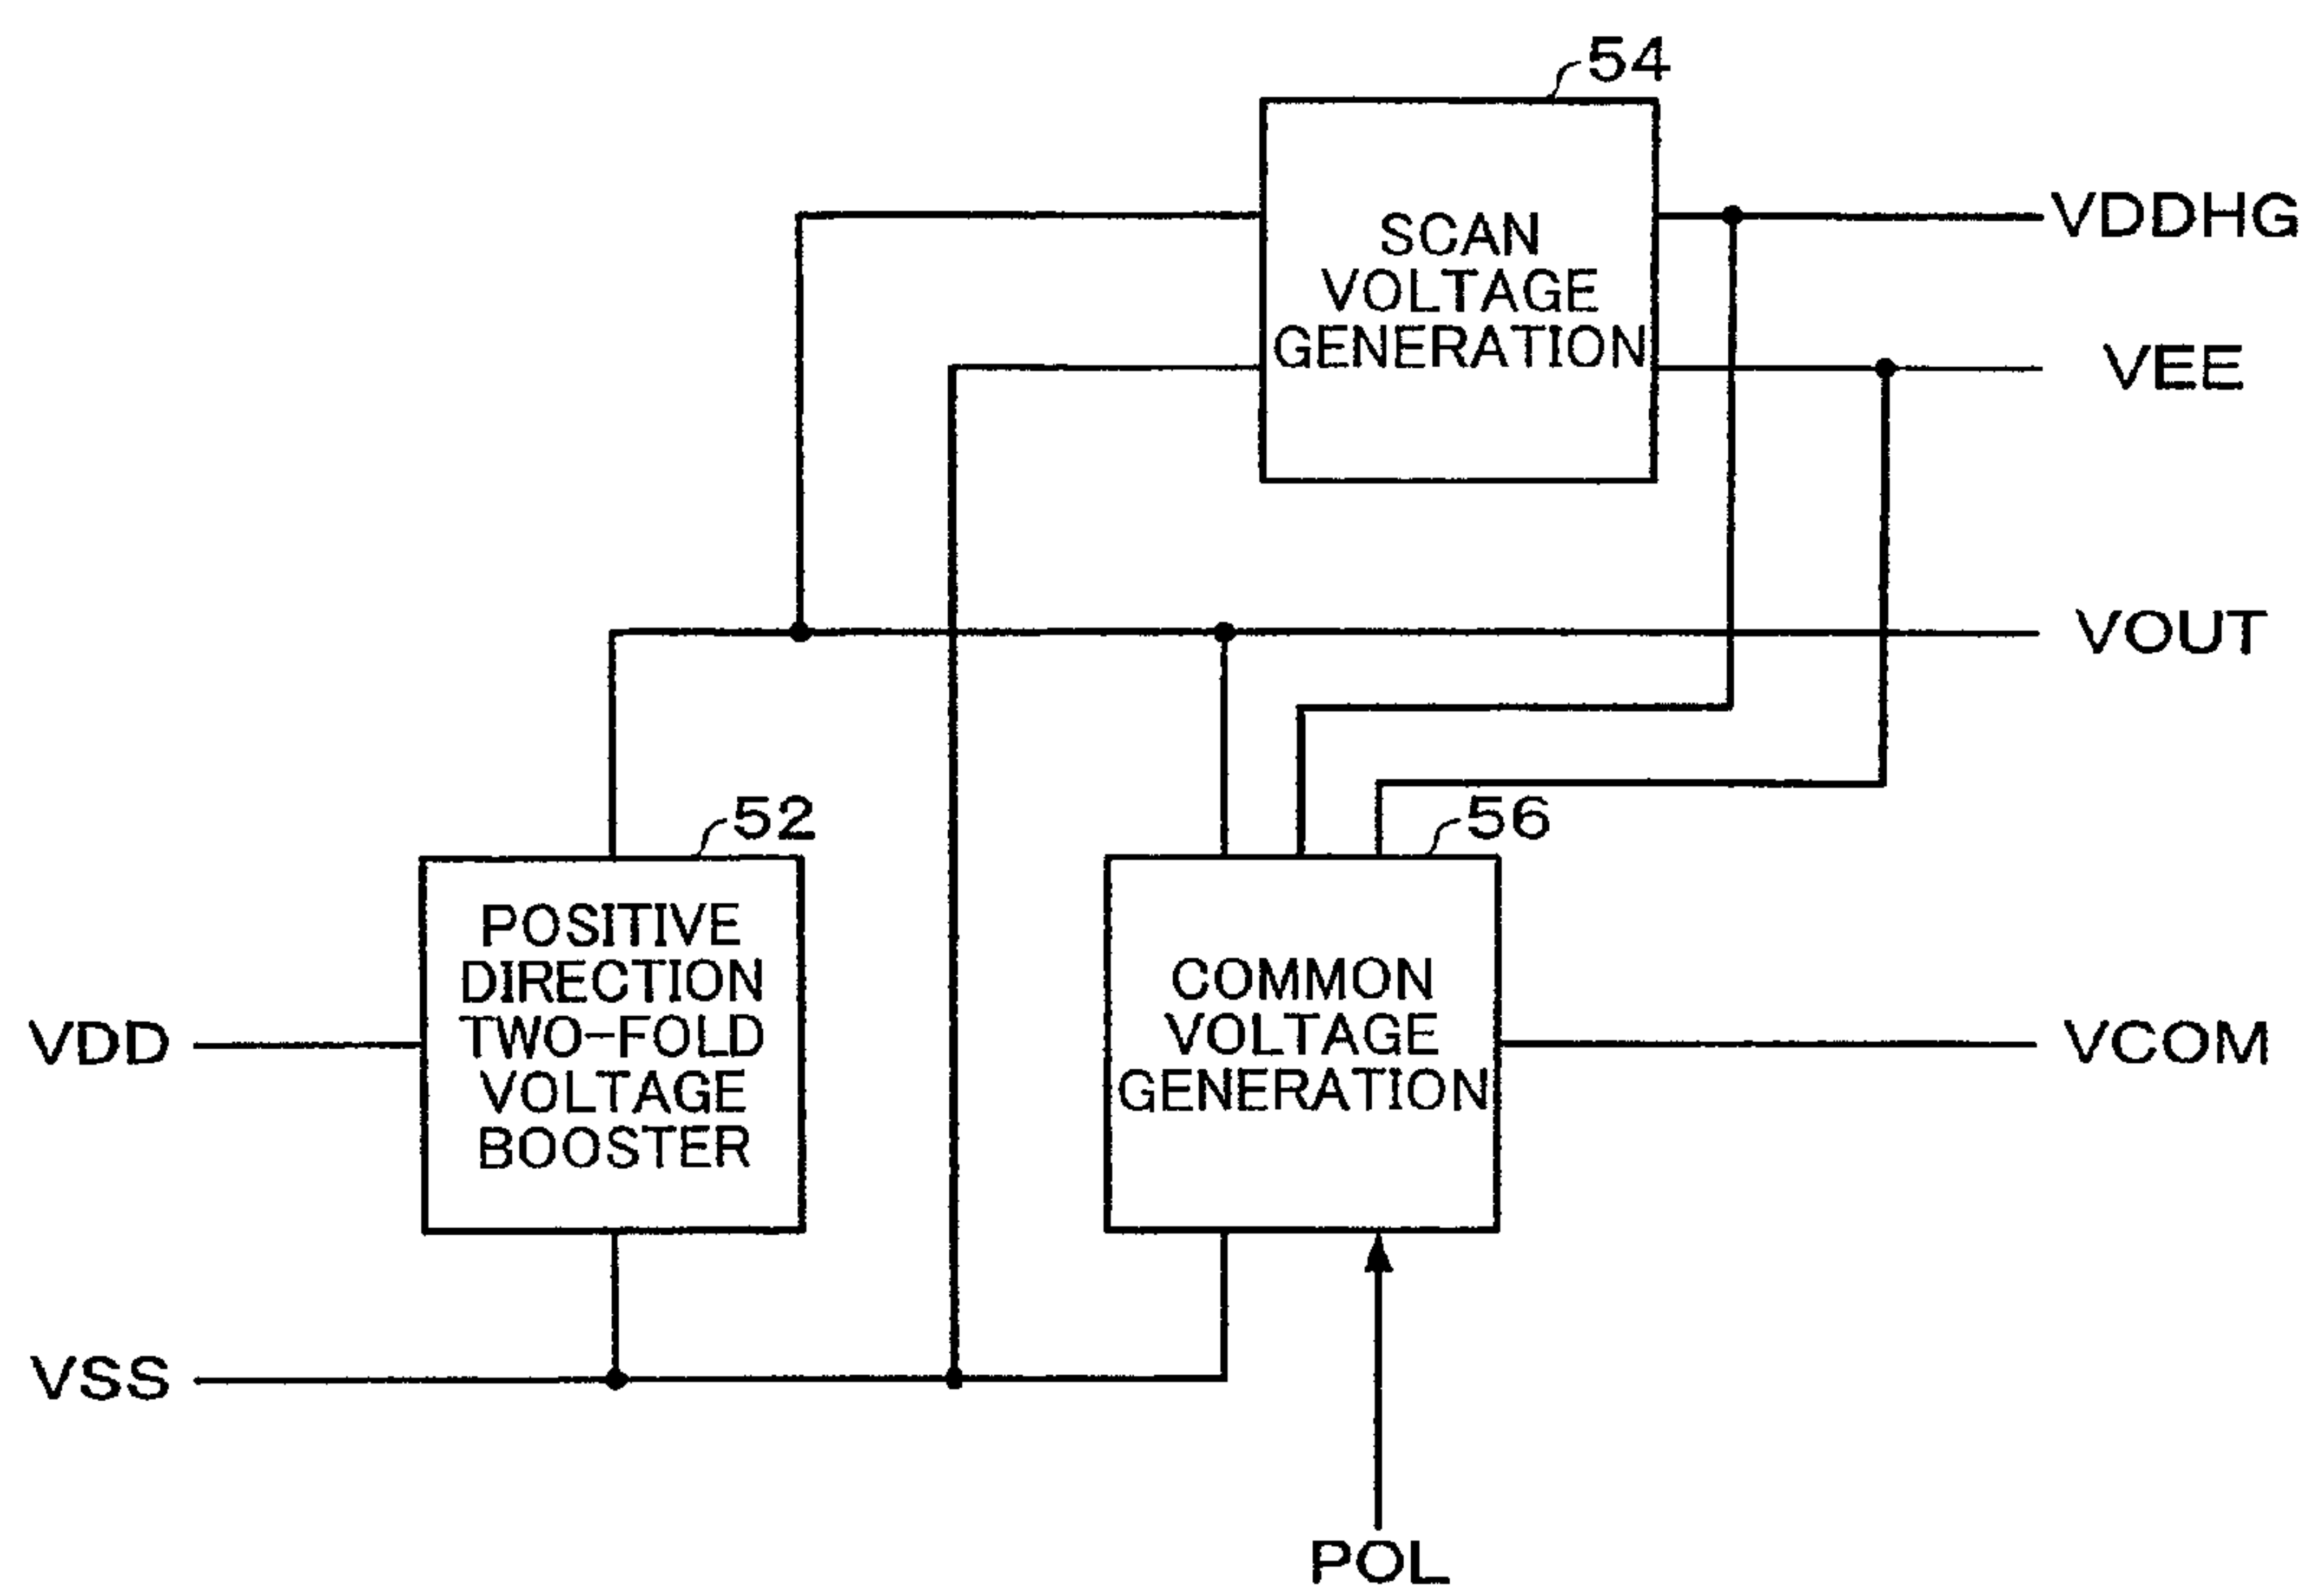 54
SCAN
VOLTAGE
GENERATION
VDDHG
VEE
VOUT
52
56
POSITIVE
DIRECTION
TWO-FOLD
VOLTAGE
BOOSTER
COMMON
VOLTAGE
GENERATION
VDD
VCOM
VSS
POL